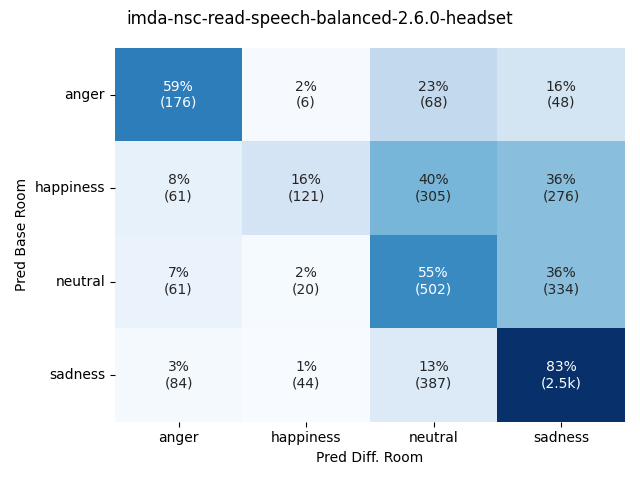 imda-nsc-read-speech-balanced-2.6.0-headset
Pred Base Room
anger
59%
(176)
2%
(6)
23%
(68)
16%
(48)
happiness
8%
(61)
16%
(121)
40%
(305)
36%
(276)
neutral
7%
(61)
2%
(20)
55%
(502)
36%
(334)
sadness
3%
(84)
1%
(44)
13%
(387)
83%
(2.5k)
anger
happiness
neutral
sadness
Pred Diff. Room